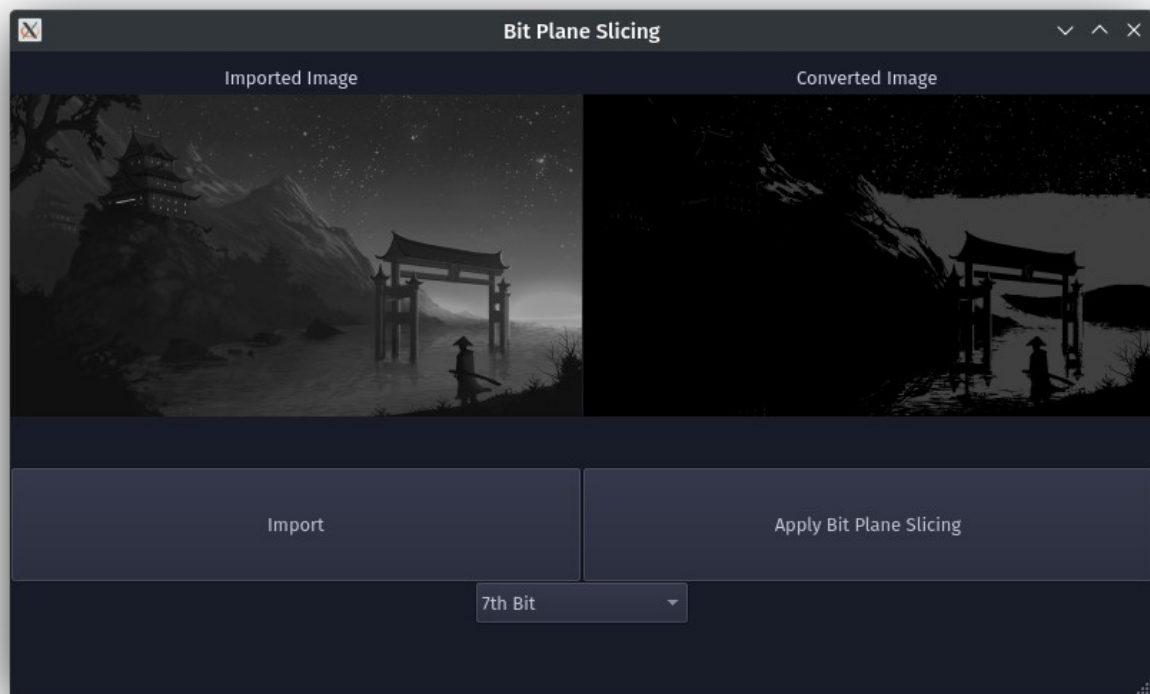 Bit Plane Slicing
Imported Image
Converted Image
Import
Apply Bit Plane Slicing
7th Bit